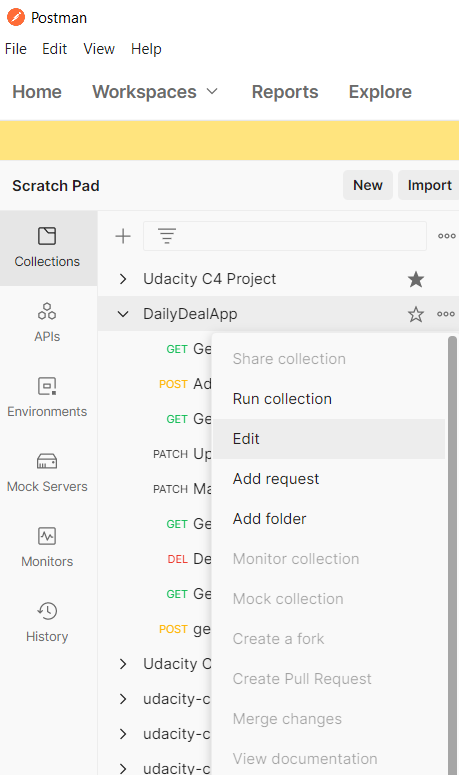 Postman
File Edit View Help
Home Workspaces Reports Explore
Scratch Pad New Import
Collections
APIs
Environments
Mock Servers
Monitors
History
Udacity C4 Project
DailyDealApp
GET Ge
POST Ad
GET Ge
PATCH Up
PATCH Ma
GET Ge
DEL De
GET Ge
POST ge
Udacity C
udacity-c
udacity-c
udacity-c
Share collection
Run collection
Edit
Add request
Add folder
Monitor collection
Mock collection
Create a fork
Create Pull Request
Merge changes
View documentation